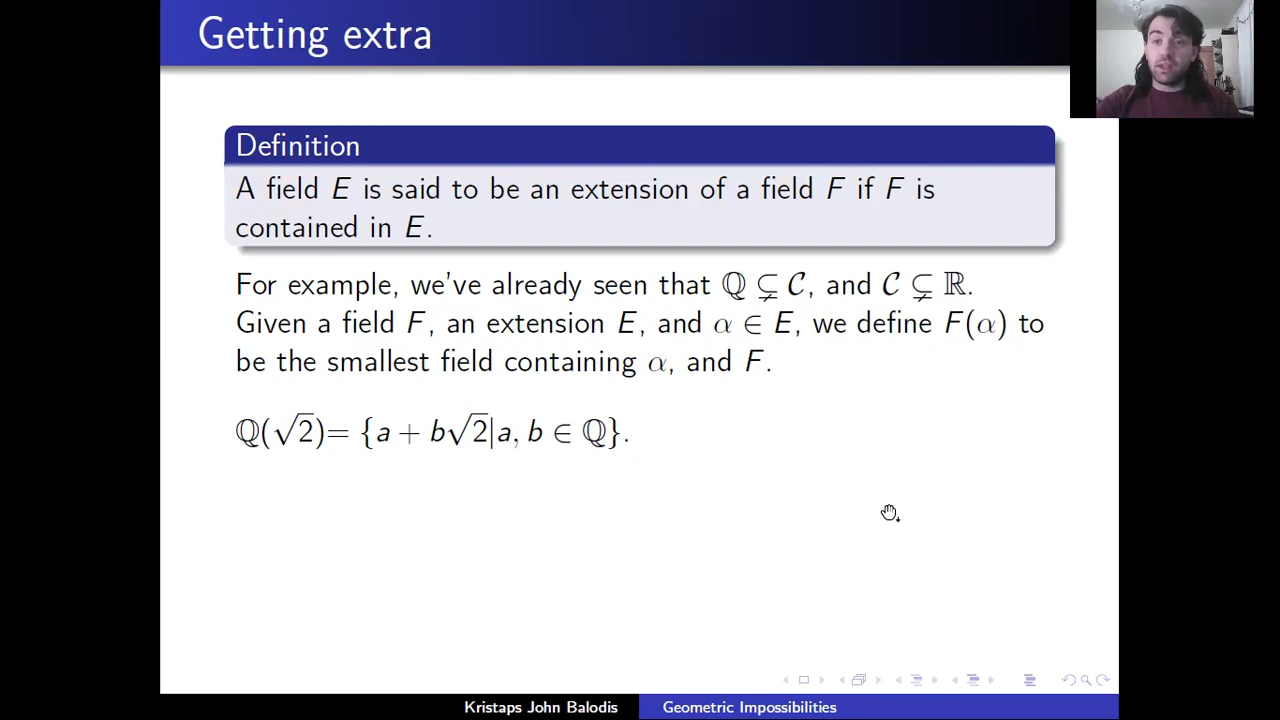 Getting extra
Definition
A field E is said to be an extension of a field F if F is
contained in E.
For example, we've already seen that ℚ ⊊ 𝒞, and 𝒞 ⊊ ℝ.
Given a field F, an extension E, and α ∈ E, we define F(α) to
be the smallest field containing α, and F.
ℚ(√2)= {a + b√2|a, b ∈ ℚ}.
Kristaps John Balodis
Geometric Impossibilities